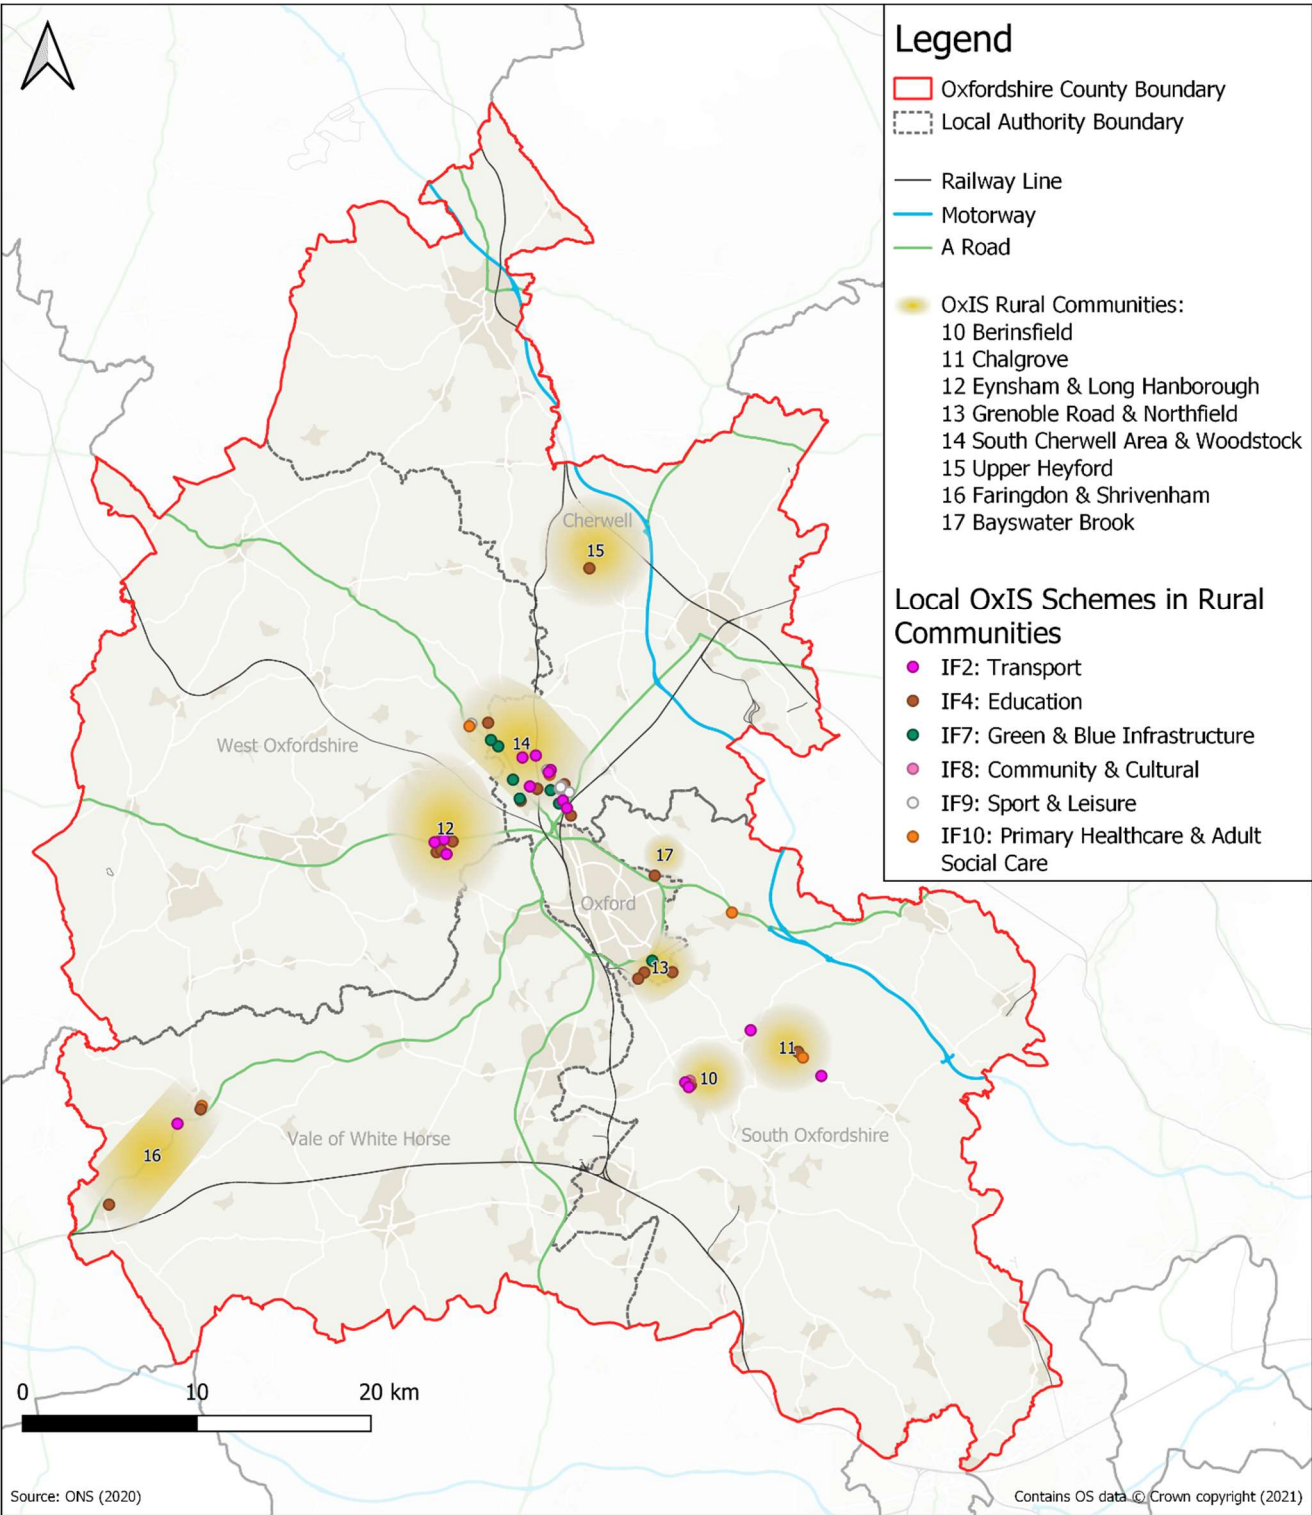 Legend
Oxfordshire County Boundary
Local Authority Boundary
Railway Line
Motorway
A Road
OxIS Rural Communities:
10 Berinsfield
11 Chalgrove
12 Eynsham & Long Hanborough
13 Grenoble Road & Northfield
14 South Cherwell Area & Woodstock
15 Upper Heyford
16 Faringdon & Shrivenham
17 Bayswater Brook
Local OxIS Schemes in Rural
Communities
IF2: Transport
IF4: Education
IF7: Green & Blue Infrastructure
IF8: Community & Cultural
IF9: Sport & Leisure
IF10: Primary Healthcare & Adult
Social Care
Cherwell
15
West Oxfordshire
14
12
17
Oxford
13
11
10
South Oxfordshire
Vale of White Horse
16
0 10 20 km
Source: ONS (2020)
Contains OS data © Crown copyright (2021)